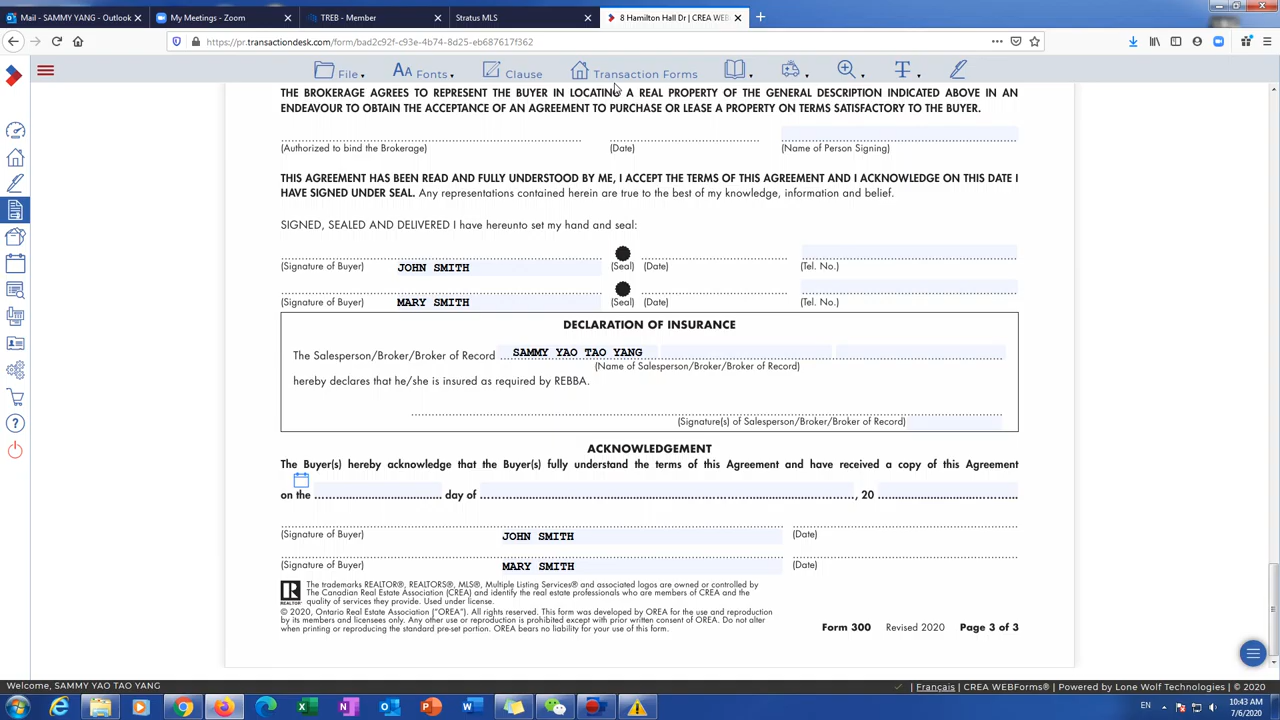 Mail - SAMMY YANG - Outlook
My Meetings - Zoom
TREB - Member
Stratus MLS
8 Hamilton Hall Dr | CREA WEB
https://pr.transactiondesk.com/form/bad2c92f-c93e-4b74-8d25-eb687617f362
File
Fonts
Clause
Transaction Forms
THE BROKERAGE AGREES TO REPRESENT THE BUYER IN LOCATING A REAL PROPERTY OF THE GENERAL DESCRIPTION INDICATED ABOVE IN AN
ENDEAVOUR TO OBTAIN THE ACCEPTANCE OF AN AGREEMENT TO PURCHASE OR LEASE A PROPERTY ON TERMS SATISFACTORY TO THE BUYER.
(Authorized to bind the Brokerage) (Date) (Name of Person Signing)
THIS AGREEMENT HAS BEEN READ AND FULLY UNDERSTOOD BY ME, I ACCEPT THE TERMS OF THIS AGREEMENT AND I ACKNOWLEDGE ON THIS DATE I
HAVE SIGNED UNDER SEAL. Any representations contained herein are true to the best of my knowledge, information and belief.
SIGNED, SEALED AND DELIVERED I have hereunto set my hand and seal:
(Signature of Buyer) JOHN SMITH (Seal) (Date) (Tel. No.)
(Signature of Buyer) MARY SMITH (Seal) (Date) (Tel. No.)
DECLARATION OF INSURANCE
The Salesperson/Broker/Broker of Record SAMMY YAO TAO YANG
(Name of Salesperson/Broker/Broker of Record)
hereby declares that he/she is insured as required by REBBA.
(Signature(s) of Salesperson/Broker/Broker of Record)
ACKNOWLEDGEMENT
The Buyer(s) hereby acknowledge that the Buyer(s) fully understand the terms of this Agreement and have received a copy of this Agreement
on the day of , 20
(Signature of Buyer) JOHN SMITH (Date)
(Signature of Buyer) MARY SMITH (Date)
The trademarks REALTOR®, REALTORS®, MLS®, Multiple Listing Services® and associated logos are owned or controlled by
The Canadian Real Estate Association (CREA) and identify the real estate professionals who are members of CREA and the
quality of services they provide. Used under license.
REALTOR
© 2020, Ontario Real Estate Association ("OREA"). All rights reserved. This form was developed by OREA for the use and reproduction
by its members and licensees only. Any other use or reproduction is prohibited except with prior written consent of OREA. Do not alter
when printing or reproducing the standard pre-set portion. OREA bears no liability for your use of this form.
Form 300 Revised 2020 Page 3 of 3
Welcome, SAMMY YAO TAO YANG
| Français | CREA WEBForms® | Powered by Lone Wolf Technologies | © 2020
EN
10:43 AM
7/6/2020